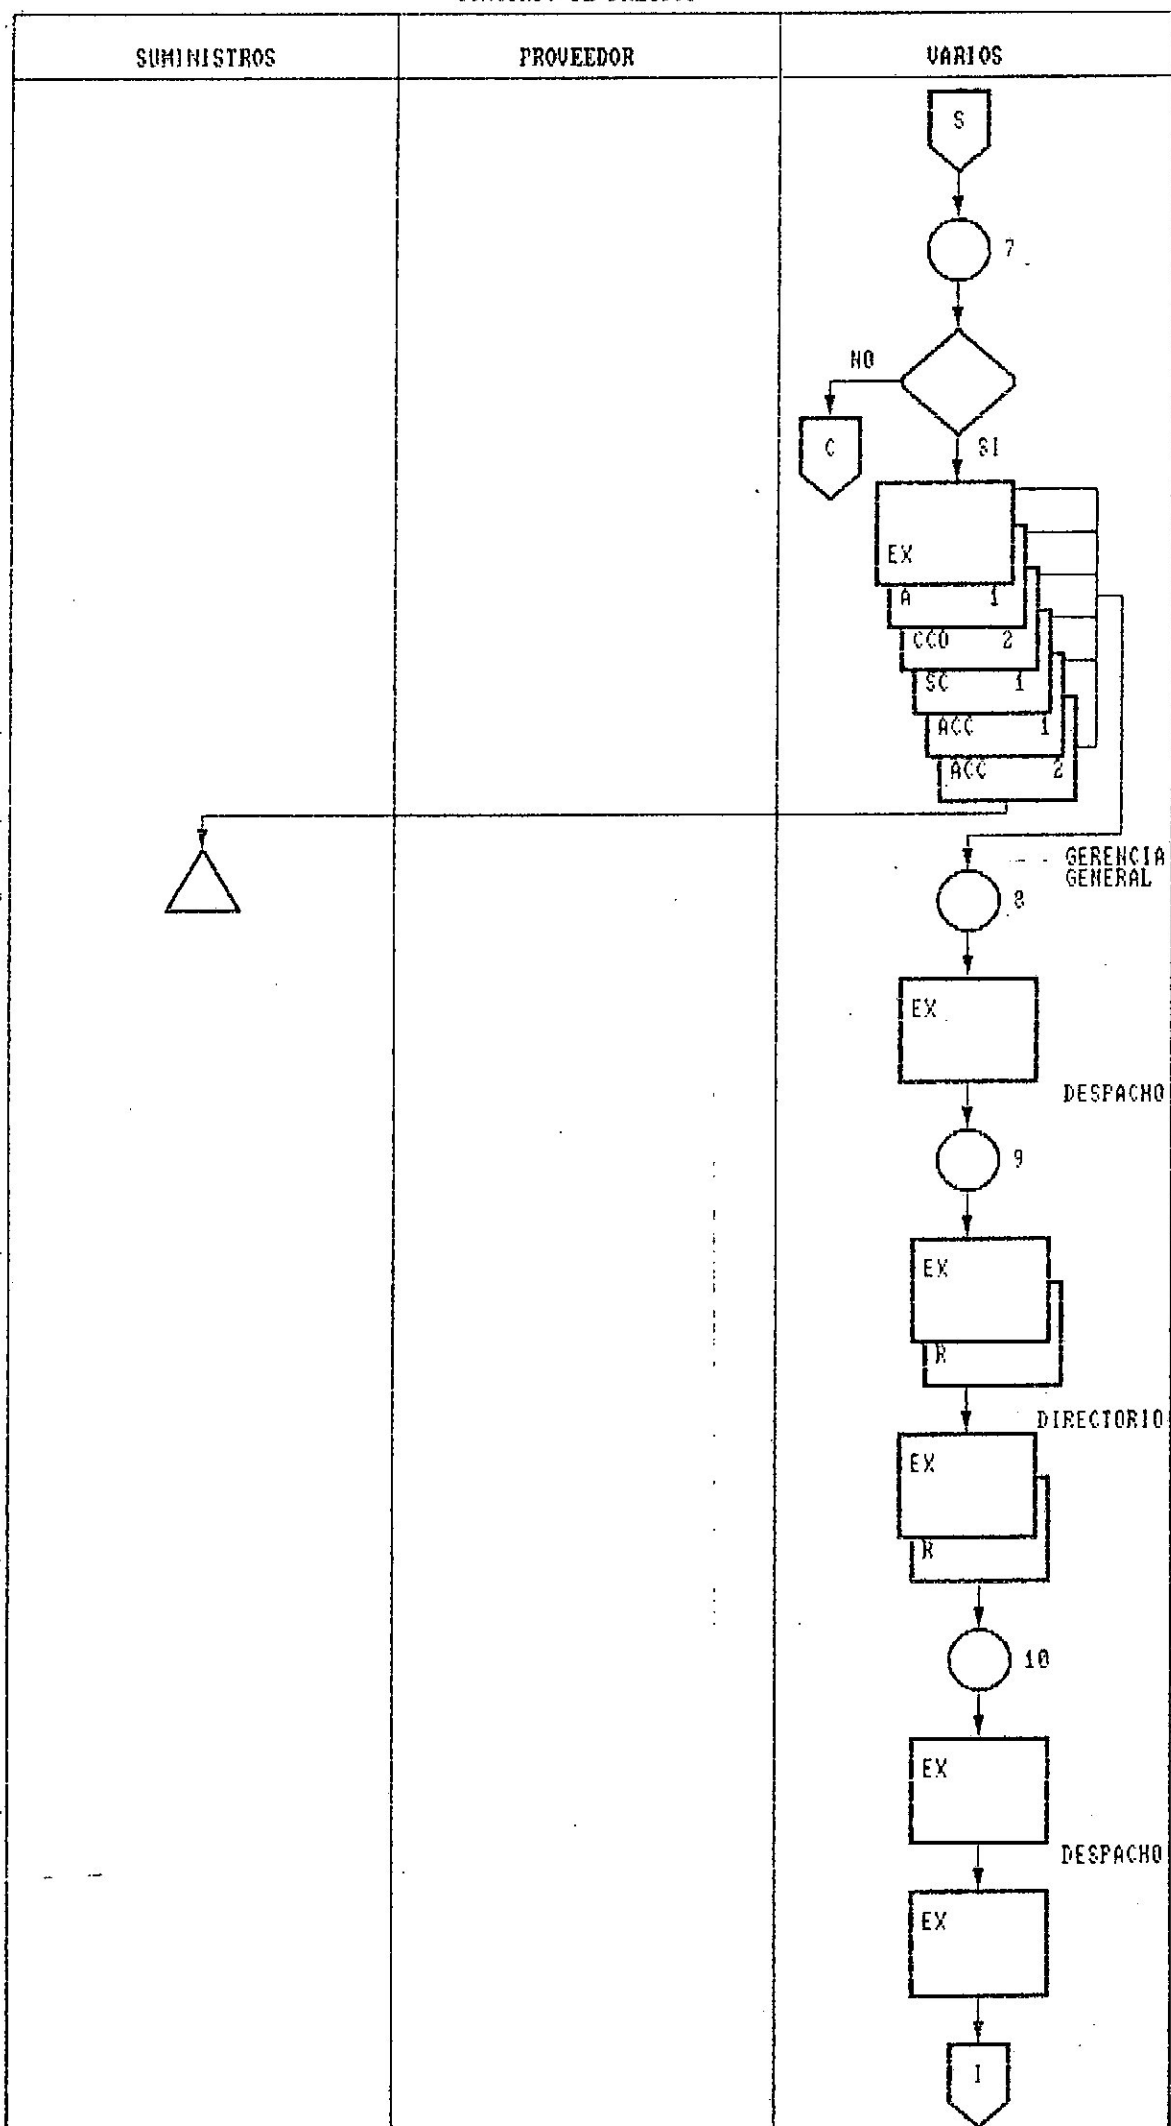 SUMINISTROS
PROVEEDOR
VARIOS
S
7
NO
C
SI
EX
A 1
CCO 2
SC 1
ACC 1
ACC 2
GERENCIA
GENERAL
8
EX
DESPACHO
9
EX
R
DIRECTORIO
EX
R
10
EX
DESPACHO
EX
I